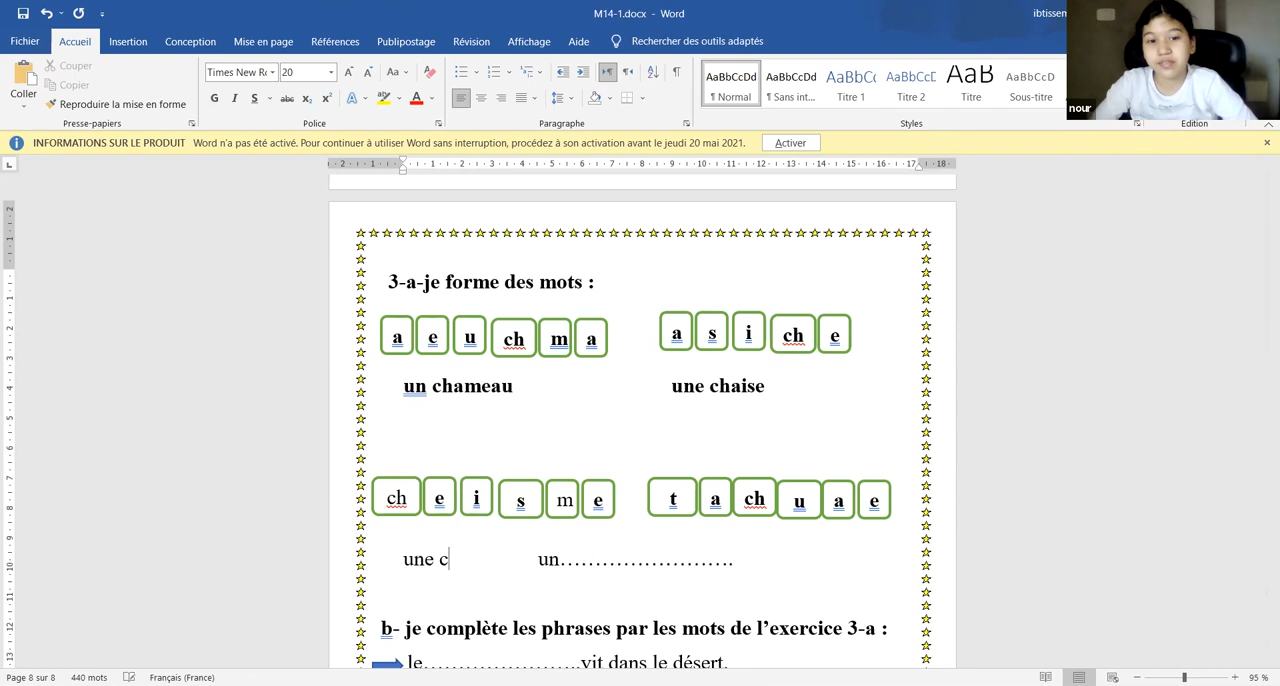 M14-1.docx - Word
ibtissem
Fichier Accueil Insertion Conception Mise en page Références Publipostage Révision Affichage Aide Rechercher des outils adaptés
Coller
Couper
Copier
Reproduire la mise en forme
Presse-papiers
Times New Ro 20
Police
Paragraphe
AaBbCcDd AaBbCcDd AaBbCc AaBbCcD AaB AaBbCcD
¶ Normal ¶ Sans int... Titre 1 Titre 2 Titre Sous-titre
Styles
Edition
nour
INFORMATIONS SUR LE PRODUIT Word n'a pas été activé. Pour continuer à utiliser Word sans interruption, procédez à son activation avant le jeudi 20 mai 2021. Activer
3-a-je forme des mots :
a e u ch m a a s i ch e
un chameau une chaise
ch e i s m e t a ch u a e
une c un…………………….
b- je complète les phrases par les mots de l'exercice 3-a :
le………………….vit dans le désert.
Page 8 sur 8 440 mots Français (France) 95 %